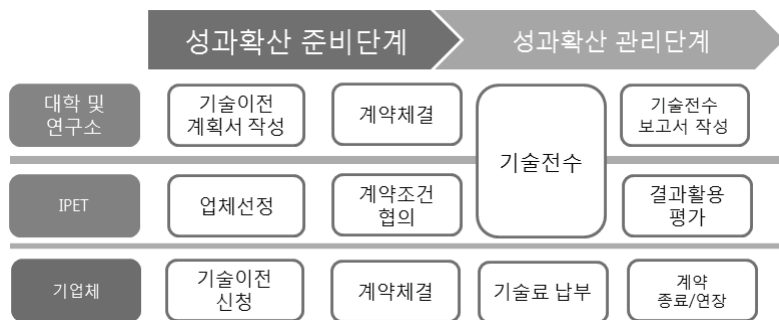 성과확산 준비단계
성과확산 관리단계
대학 및
연구소
기술이전
계획서 작성
계약체결
기술전수
기술전수
보고서 작성
IPET
업체선정
계약조건
협의
결과활용
평가
기업체
기술이전
신청
계약체결
기술료 납부
계약
종료/연장